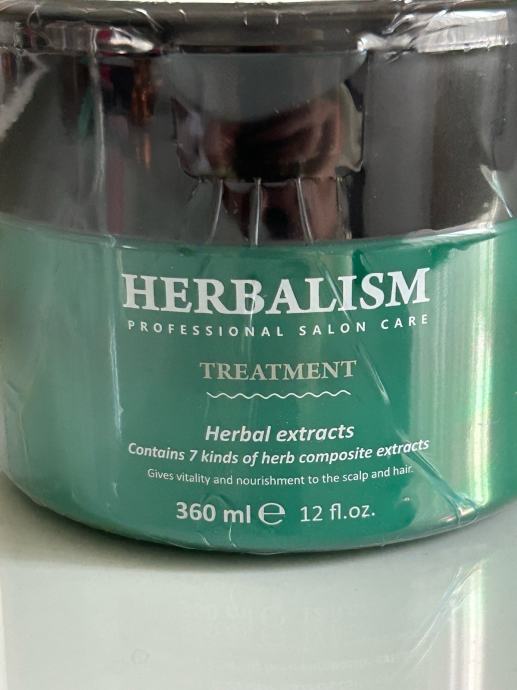 HERBALISM
PROFESSIONAL SALON CARE
TREATMENT
Herbal extracts
Contains 7 kinds of herb composite extracts
Gives vitality and nourishment to the scalp and hair.
360 ml ℮ 12 fl.oz.